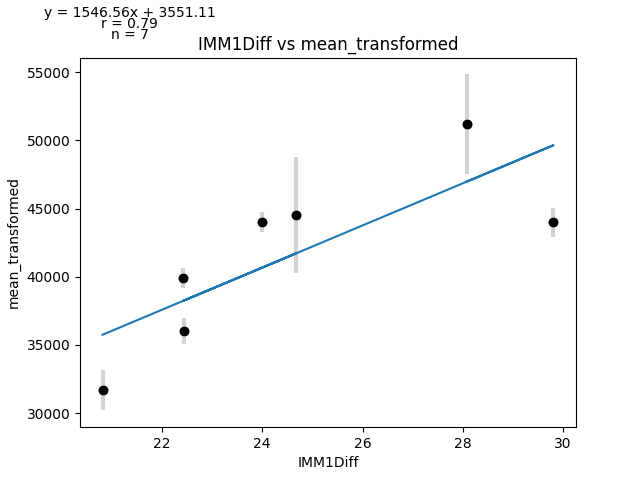 y = 1546.56x + 3551.11
r = 0.79
n = 7
IMM1Diff vs mean_transformed
55000
50000
45000
40000
35000
30000
mean_transformed
22
24
26
28
30
IMM1Diff